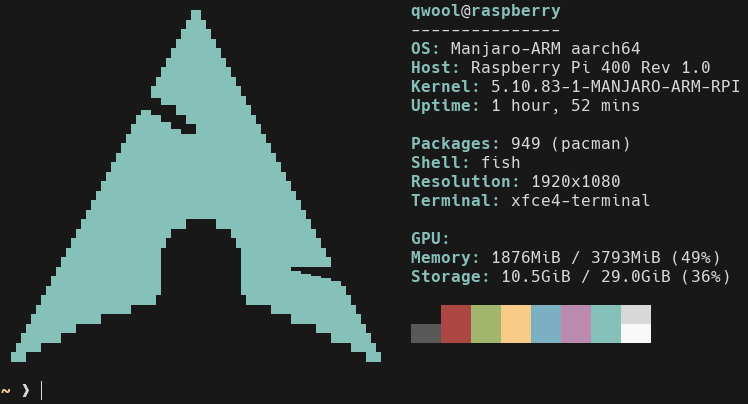 qwool@raspberry
---------------
OS: Manjaro-ARM aarch64
Host: Raspberry Pi 400 Rev 1.0
Kernel: 5.10.83-1-MANJARO-ARM-RPI
Uptime: 1 hour, 52 mins
Packages: 949 (pacman)
Shell: fish
Resolution: 1920x1080
Terminal: xfce4-terminal
GPU:
Memory: 1876MiB / 3793MiB (49%)
Storage: 10.5GiB / 29.0GiB (36%)
~ ❯